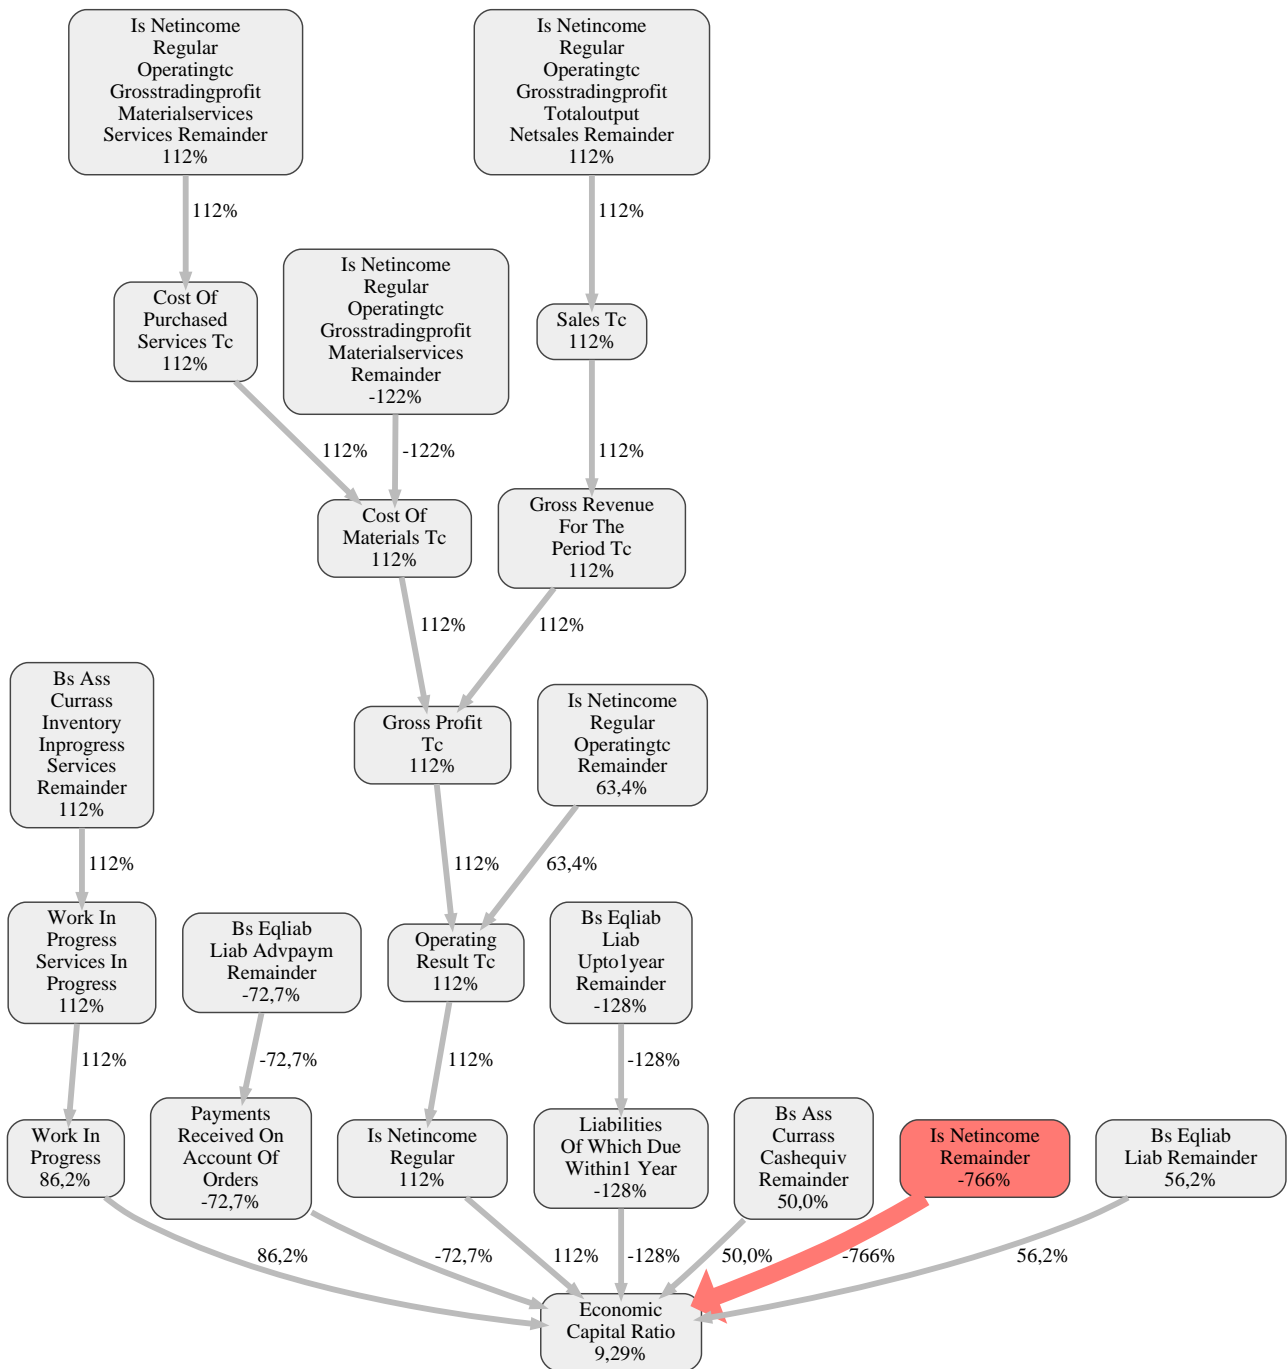 Is Netincome
Regular
Operatingtc
Grosstradingprofit
Materialservices
Services Remainder
112%
Is Netincome
Regular
Operatingtc
Grosstradingprofit
Totaloutput
Netsales Remainder
112%
112%
112%
Is Netincome
Regular
Operatingtc
Grosstradingprofit
Materialservices
Remainder
-122%
Cost Of
Purchased
Services Tc
112%
Sales Tc
112%
112%
-122%
112%
Cost Of
Materials Tc
112%
Gross Revenue
For The
Period Tc
112%
112%
112%
Bs Ass
Currass
Inventory
Inprogress
Services
Remainder
112%
Gross Profit
Tc
112%
Is Netincome
Regular
Operatingtc
Remainder
63,4%
112%
112%
63,4%
Work In
Progress
Services In
Progress
112%
Bs Eqliab
Liab Advpaym
Remainder
-72,7%
Operating
Result Tc
112%
Bs Eqliab
Liab
Upto1year
Remainder
-128%
112%
-72,7%
112%
-128%
Work In
Progress
86,2%
Payments
Received On
Account Of
Orders
-72,7%
Is Netincome
Regular
112%
Liabilities
Of Which Due
Within1 Year
-128%
Bs Ass
Currass
Cashequiv
Remainder
50,0%
Is Netincome
Remainder
-766%
Bs Eqliab
Liab Remainder
56,2%
86,2%
-72,7%
112%
-128%
50,0%
-766%
56,2%
Economic
Capital Ratio
9,29%